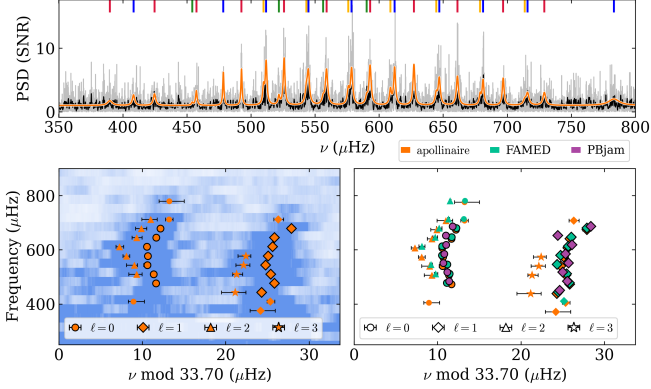 PSD (SNR)
10
0
350 400 450 500 550 600 650 700 750 800
ν (μHz)
apollinaire FAMED PBjam
Frequency (μHz)
800
600
400
ℓ = 0 ℓ = 1 ℓ = 2 ℓ = 3
0 10 20 30
ν mod 33.70 (μHz)
ℓ = 0 ℓ = 1 ℓ = 2 ℓ = 3
0 10 20 30
ν mod 33.70 (μHz)